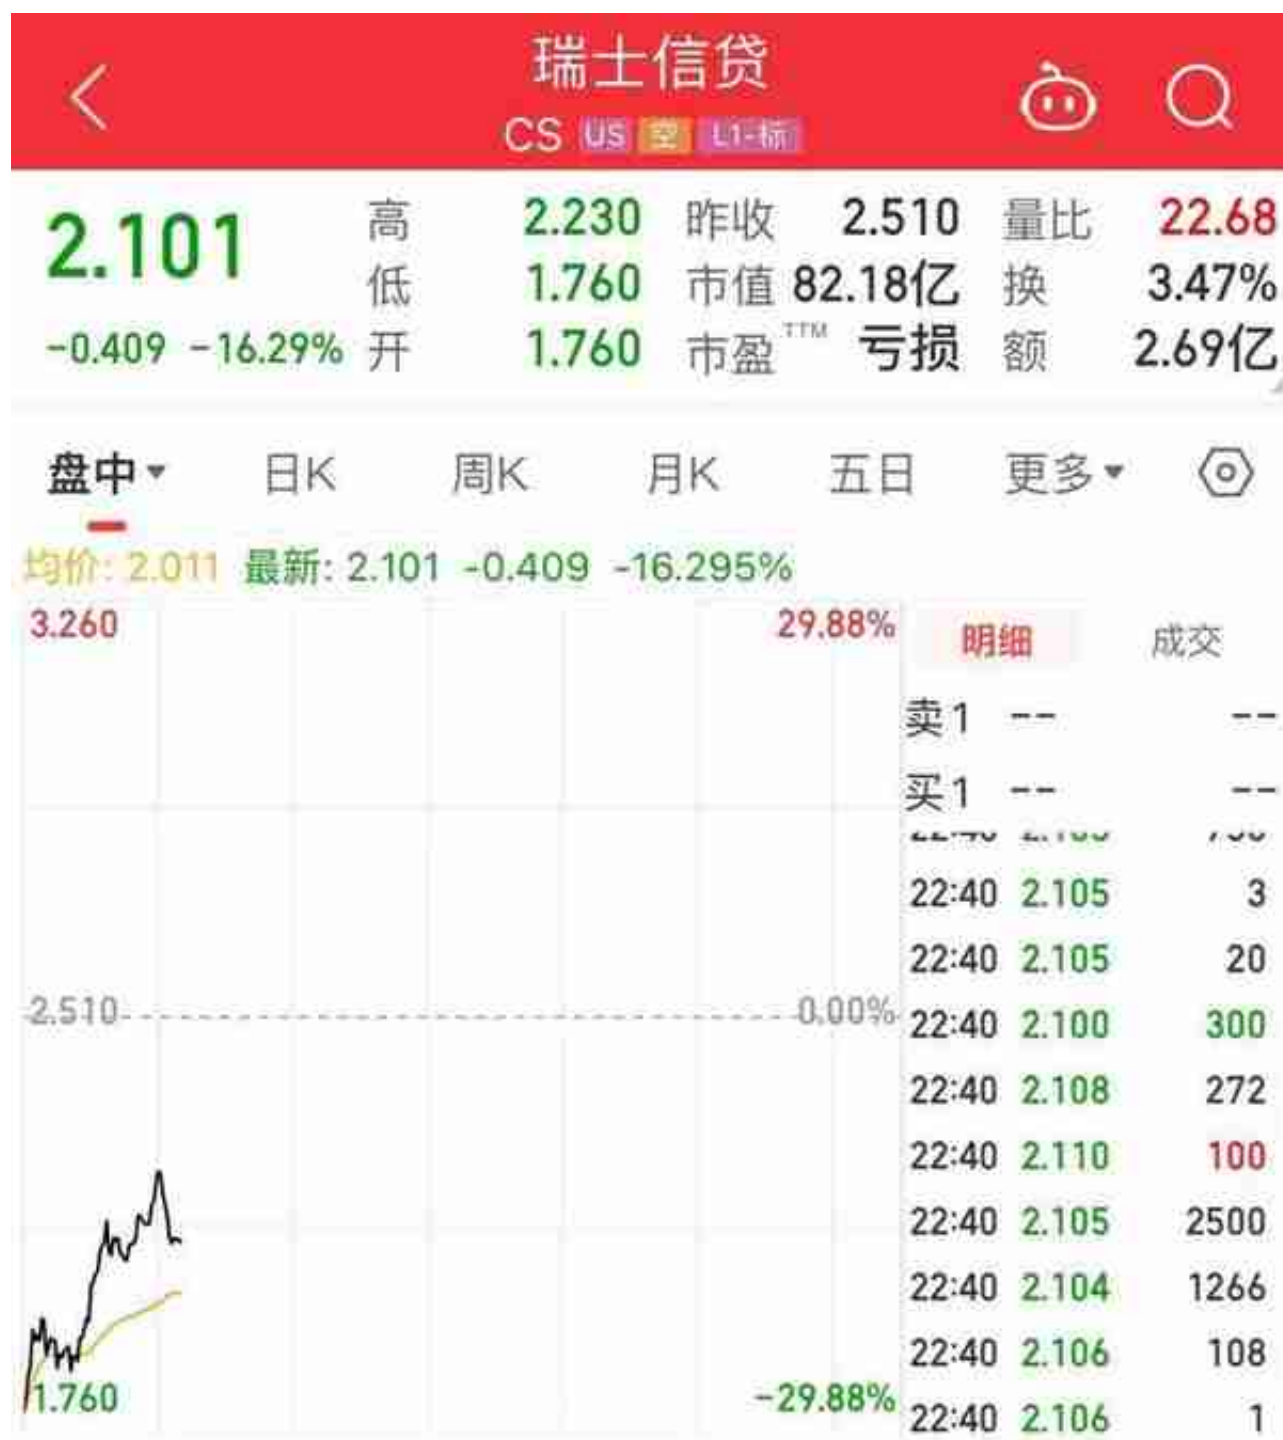 瑞士信贷
CS US 空 L1-标
2.101 高 2.230 昨收 2.510 量比 22.68
低 1.760 市值 82.18亿 换 3.47%
-0.409 -16.29% 开 1.760 市盈 TTM 亏损 额 2.69亿
盘中 日K 周K 月K 五日 更多
均价: 2.011 最新: 2.101 -0.409 -16.295%
3.260 29.88% 明细 成交
卖1 -- --
买1 -- --
22:40 2.105 3
22:40 2.105 20
2.510 0.00% 22:40 2.100 300
22:40 2.108 272
22:40 2.110 100
22:40 2.105 2500
22:40 2.104 1266
22:40 2.106 108
1.760 -29.88% 22:40 2.106 1